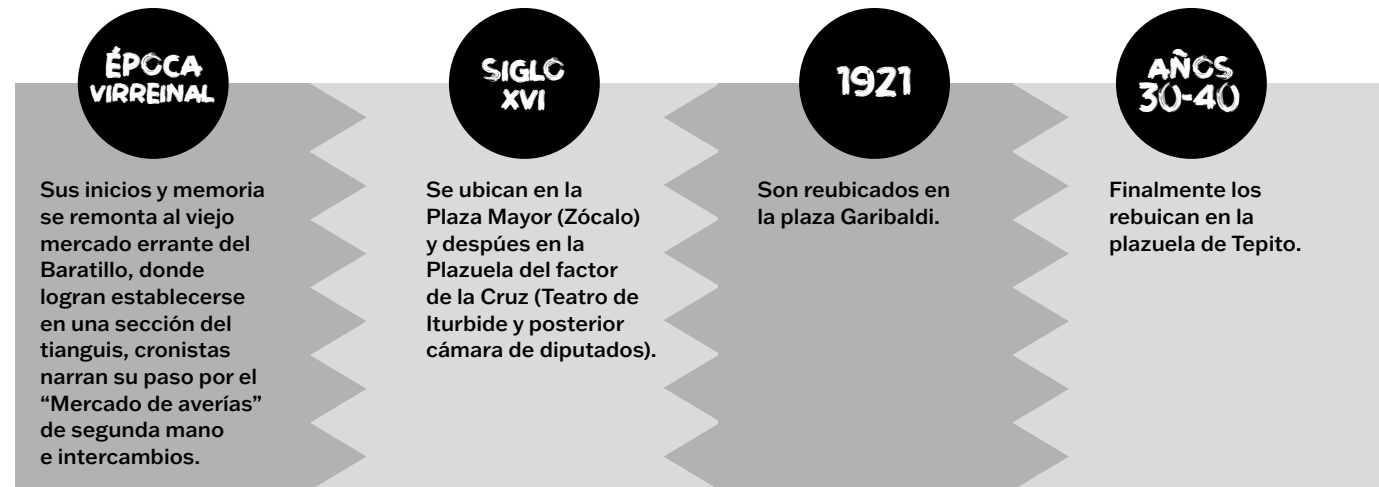 ÉPOCA
VIRREINAL
Sus inicios y memoria
se remonta al viejo
mercado errante del
Baratillo, donde
logran establecerse
en una sección del
tianguis, cronistas
narran su paso por el
“Mercado de averías”
de segunda mano
e intercambios.
SIGLO
XVI
Se ubican en la
Plaza Mayor (Zócalo)
y despúes en la
Plazuela del factor
de la Cruz (Teatro de
Iturbide y posterior
cámara de diputados).
1921
Son reubicados en
la plaza Garibaldi.
AÑOS
30-40
Finalmente los
rebuican en la
plazuela de Tepito.